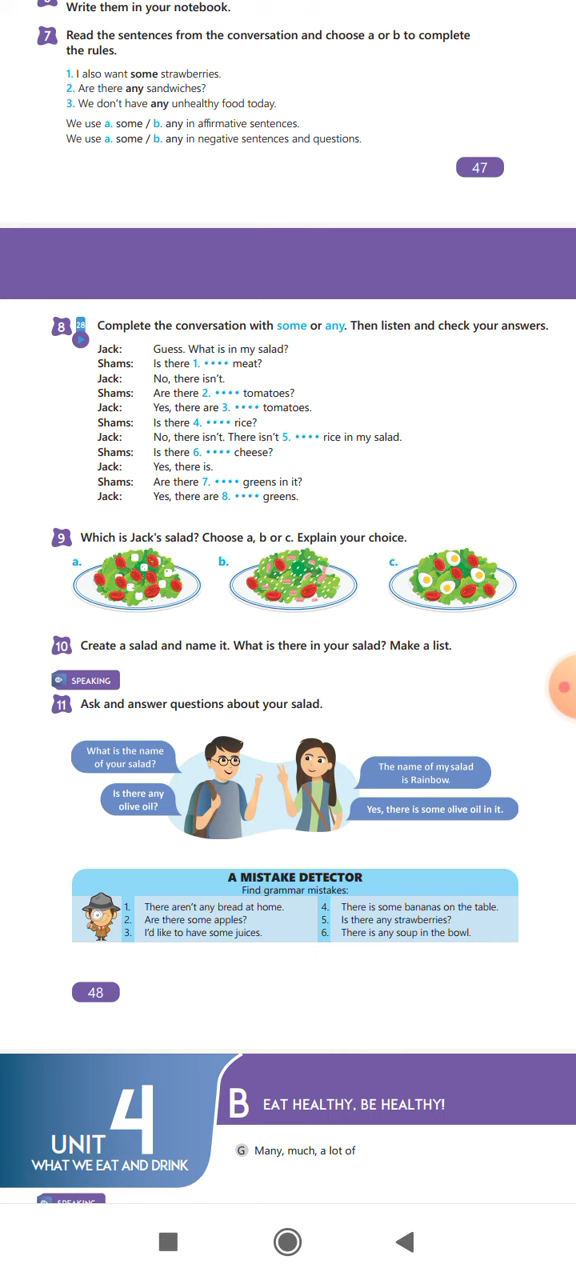 Write them in your notebook.
7 Read the sentences from the conversation and choose a or b to complete
the rules.
1. I also want some strawberries.
2. Are there any sandwiches?
3. We don't have any unhealthy food today.
We use a. some / b. any in affirmative sentences.
We use a. some / b. any in negative sentences and questions.
47
8 28 Complete the conversation with some or any. Then listen and check your answers.
Jack: Guess. What is in my salad?
Shams: Is there 1. •••• meat?
Jack: No, there isn't.
Shams: Are there 2. •••• tomatoes?
Jack: Yes, there are 3. •••• tomatoes.
Shams: Is there 4. •••• rice?
Jack: No, there isn't. There isn't 5. •••• rice in my salad.
Shams: Is there 6. •••• cheese?
Jack: Yes, there is.
Shams: Are there 7. •••• greens in it?
Jack: Yes, there are 8. •••• greens.
9 Which is Jack's salad? Choose a, b or c. Explain your choice.
a. b. c.
10 Create a salad and name it. What is there in your salad? Make a list.
SPEAKING
11 Ask and answer questions about your salad.
What is the name
of your salad?
The name of my salad
is Rainbow.
Is there any
olive oil?
Yes, there is some olive oil in it.
A MISTAKE DETECTOR
Find grammar mistakes:
1. There aren't any bread at home.
2. Are there some apples?
3. I'd like to have some juices.
4. There is some bananas on the table.
5. Is there any strawberries?
6. There is any soup in the bowl.
48
UNIT 4
WHAT WE EAT AND DRINK
B EAT HEALTHY, BE HEALTHY!
G Many, much, a lot of